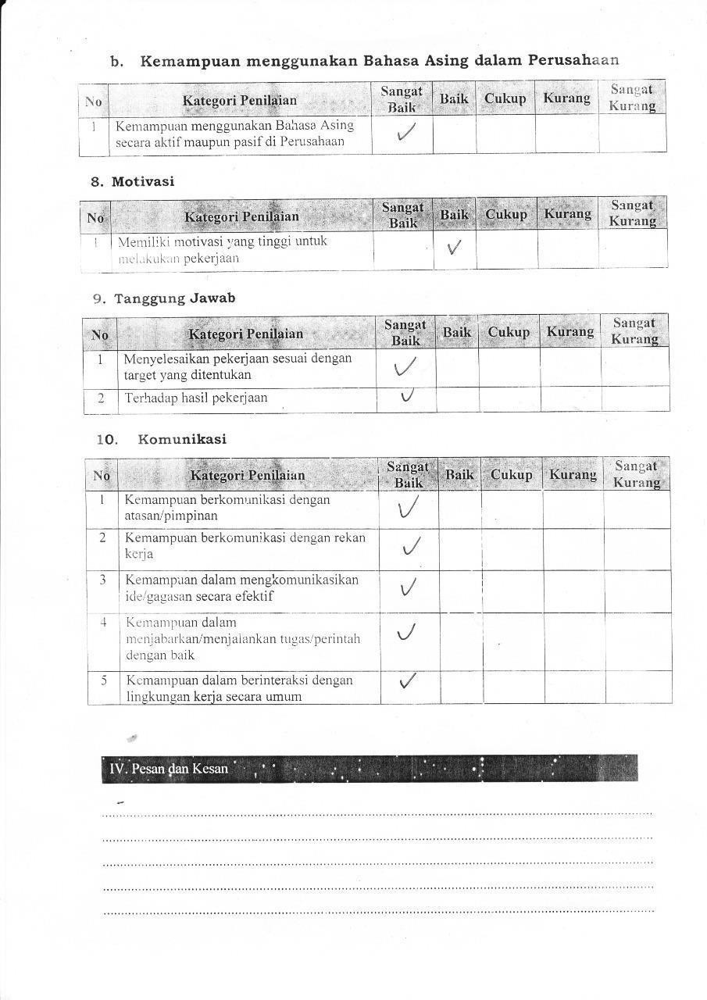 b. Kemampuan menggunakan Bahasa Asing dalam Perusahaan
No Kategori Penilaian Sangat Baik Baik Cukup Kurang Sangat Kurang
1 Kemampuan menggunakan Bahasa Asing
secara aktif maupun pasif di Perusahaan ✓
8. Motivasi
No Kategori Penilaian Sangat Baik Baik Cukup Kurang Sangat Kurang
1 Memiliki motivasi yang tinggi untuk
melakukan pekerjaan ✓
9. Tanggung Jawab
No Kategori Penilaian Sangat Baik Baik Cukup Kurang Sangat Kurang
1 Menyelesaikan pekerjaan sesuai dengan
target yang ditentukan ✓
2 Terhadap hasil pekerjaan ✓
10. Komunikasi
No Kategori Penilaian Sangat Baik Baik Cukup Kurang Sangat Kurang
1 Kemampuan berkomunikasi dengan
atasan/pimpinan ✓
2 Kemampuan berkomunikasi dengan rekan
kerja ✓
3 Kemampuan dalam mengkomunikasikan
ide/gagasan secara efektif ✓
4 Kemampuan dalam
menjabarkan/menjalankan tugas/perintah
dengan baik ✓
5 Kemampuan dalam berinteraksi dengan
lingkungan kerja secara umum ✓
IV. Pesan dan Kesan
-